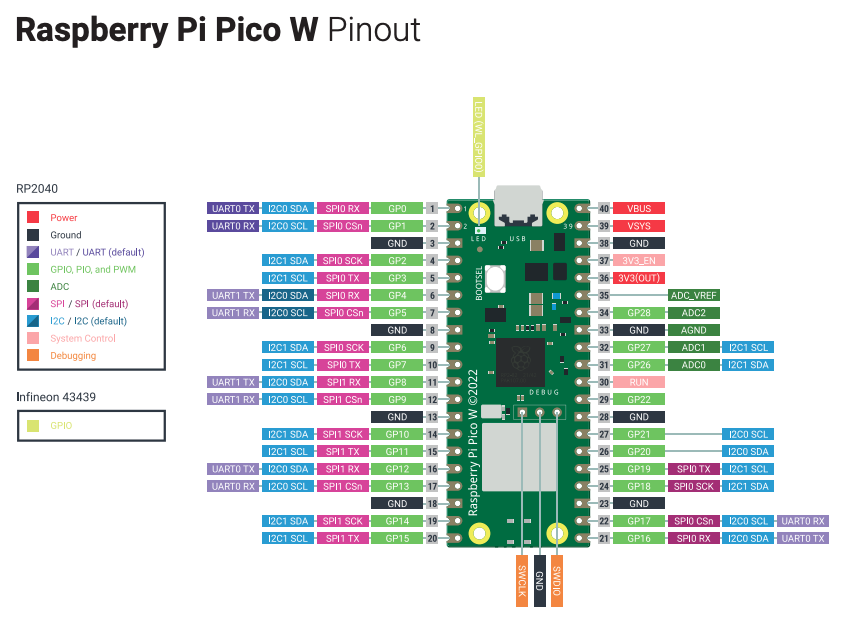 Raspberry Pi Pico W Pinout
LED (WL_GPIO0)
RP2040
Power
Ground
UART / UART (default)
GPIO, PIO, and PWM
ADC
SPI / SPI (default)
I2C / I2C (default)
System Control
Debugging
Infineon 43439
GPIO
UART0 TX I2C0 SDA SPI0 RX GP0 1
UART0 RX I2C0 SCL SPI0 CSn GP1 2
GND 3
I2C1 SDA SPI0 SCK GP2 4
I2C1 SCL SPI0 TX GP3 5
UART1 TX I2C0 SDA SPI0 RX GP4 6
UART1 RX I2C0 SCL SPI0 CSn GP5 7
GND 8
I2C1 SDA SPI0 SCK GP6 9
I2C1 SCL SPI0 TX GP7 10
UART1 TX I2C0 SDA SPI1 RX GP8 11
UART1 RX I2C0 SCL SPI1 CSn GP9 12
GND 13
I2C1 SDA SPI1 SCK GP10 14
I2C1 SCL SPI1 TX GP11 15
UART0 TX I2C0 SDA SPI1 RX GP12 16
UART0 RX I2C0 SCL SPI1 CSn GP13 17
GND 18
I2C1 SDA SPI1 SCK GP14 19
I2C1 SCL SPI1 TX GP15 20
1
2
39
LED
USB
BOOTSEL
DEBUG
Raspberry Pi Pico W ©2022
40 VBUS
39 VSYS
38 GND
37 3V3_EN
36 3V3(OUT)
35 ADC_VREF
34 GP28 ADC2
33 GND AGND
32 GP27 ADC1 I2C1 SCL
31 GP26 ADC0 I2C1 SDA
30 RUN
29 GP22
28 GND
27 GP21 I2C0 SCL
26 GP20 I2C0 SDA
25 GP19 SPI0 TX I2C1 SCL
24 GP18 SPI0 SCK I2C1 SDA
23 GND
22 GP17 SPI0 CSn I2C0 SCL UART0 RX
21 GP16 SPI0 RX I2C0 SDA UART0 TX
SWCLK
GND
SWDIO